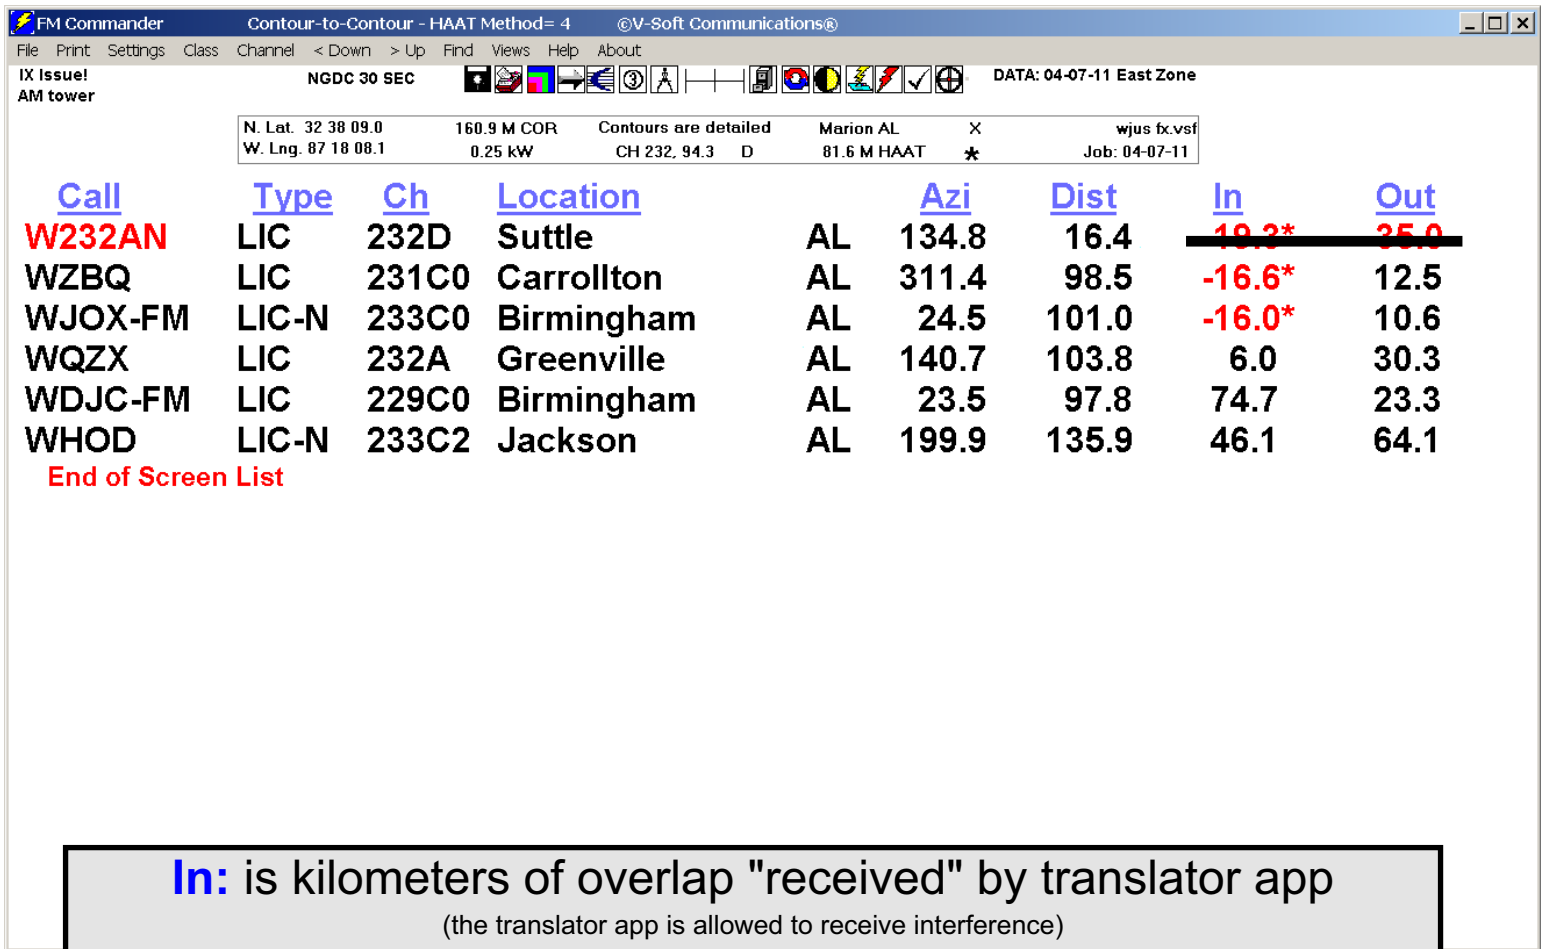 FM Commander Contour-to-Contour - HAAT Method= 4 ©V-Soft Communications®
File Print Settings Class Channel < Down > Up Find Views Help About
IX Issue! NGDC 30 SEC DATA: 04-07-11 East Zone
AM tower
N. Lat. 32 38 09.0 160.9 M COR Contours are detailed Marion AL X wjus fx.vsf
W. Lng. 87 18 08.1 0.25 kW CH 232, 94.3 D 81.6 M HAAT * Job: 04-07-11
Call Type Ch Location Azi Dist In Out
W232AN LIC 232D Suttle AL 134.8 16.4 19.3* 35.0
WZBQ LIC 231C0 Carrollton AL 311.4 98.5 -16.6* 12.5
WJOX-FM LIC-N 233C0 Birmingham AL 24.5 101.0 -16.0* 10.6
WQZX LIC 232A Greenville AL 140.7 103.8 6.0 30.3
WDJC-FM LIC 229C0 Birmingham AL 23.5 97.8 74.7 23.3
WHOD LIC-N 233C2 Jackson AL 199.9 135.9 46.1 64.1
End of Screen List
In: is kilometers of overlap "received" by translator app
(the translator app is allowed to receive interference)